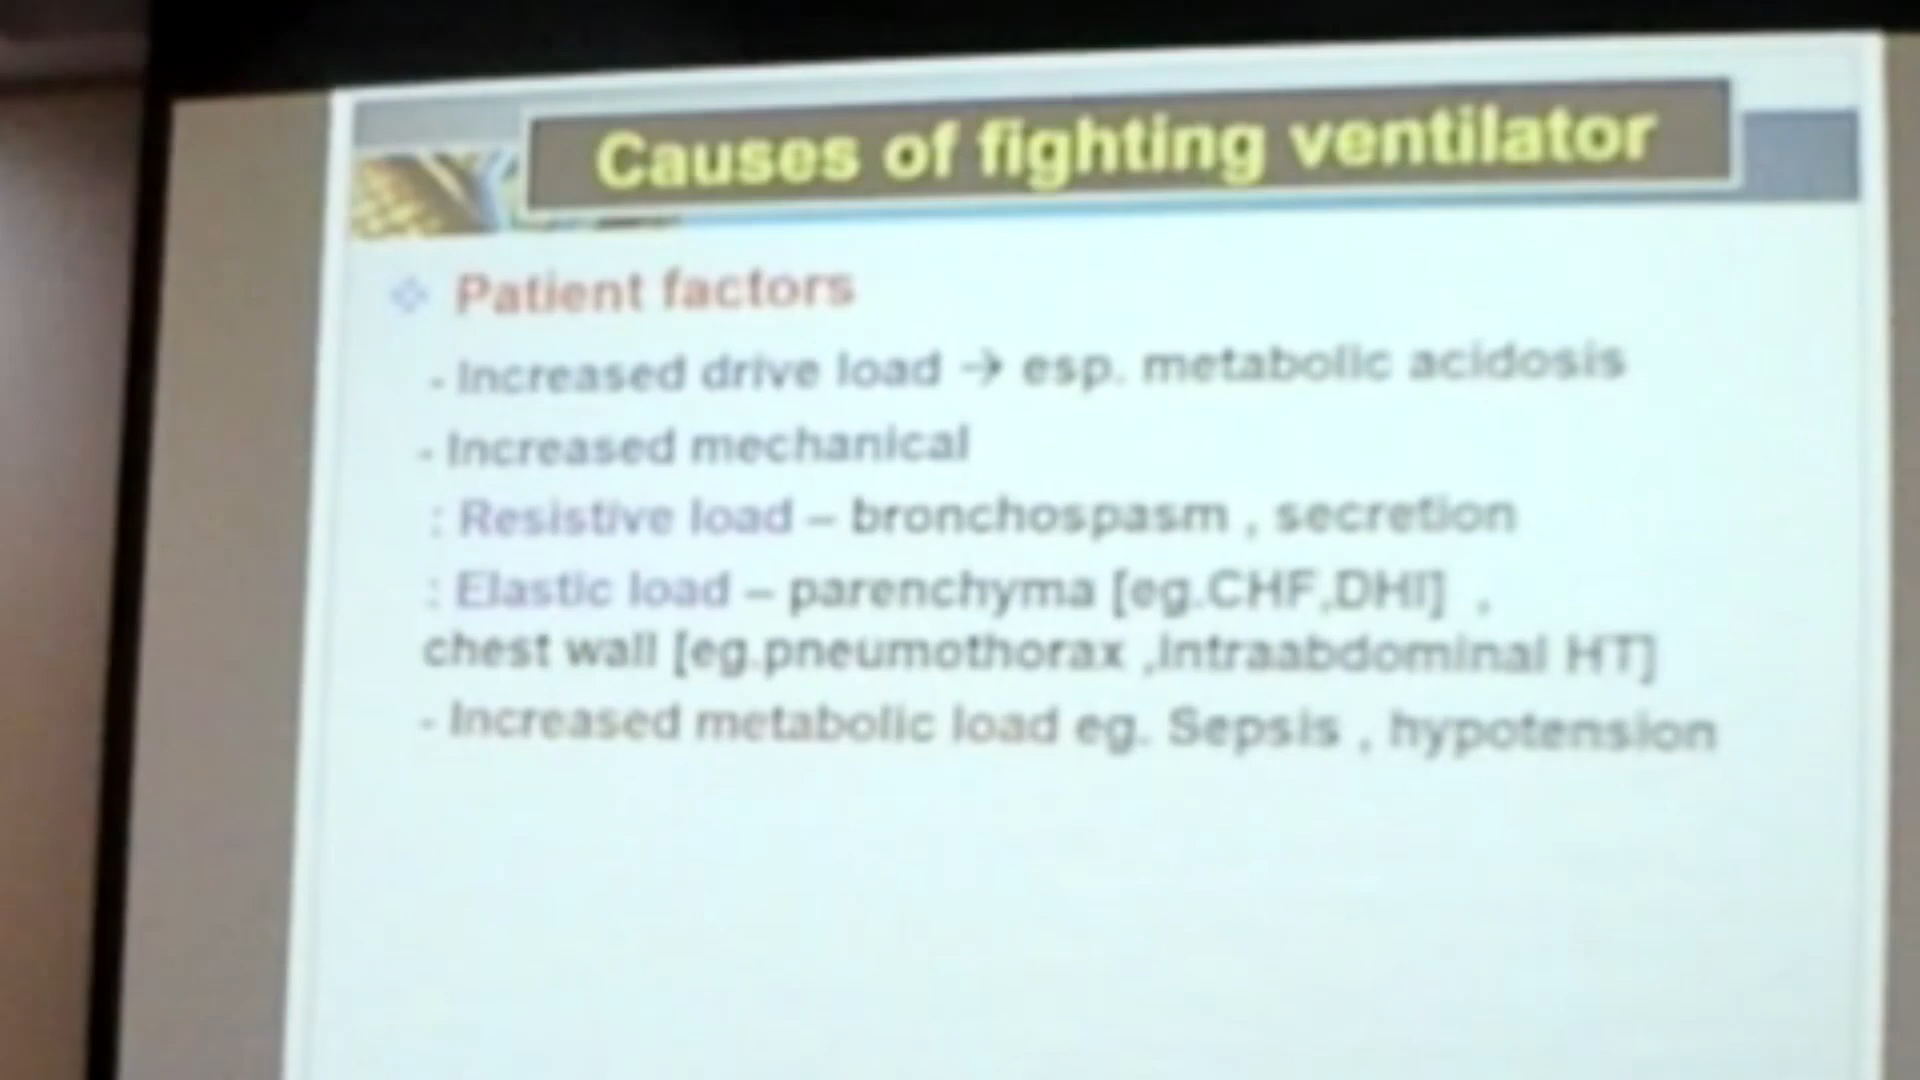 Causes of fighting ventilator
Patient factors
- Increased drive load → esp. metabolic acidosis
- Increased mechanical
: Resistive load – bronchospasm , secretion
: Elastic load – parenchyma [eg.CHF,DHI] ,
chest wall [eg.pneumothorax ,Intraabdominal HT]
- Increased metabolic load eg. Sepsis , hypotension